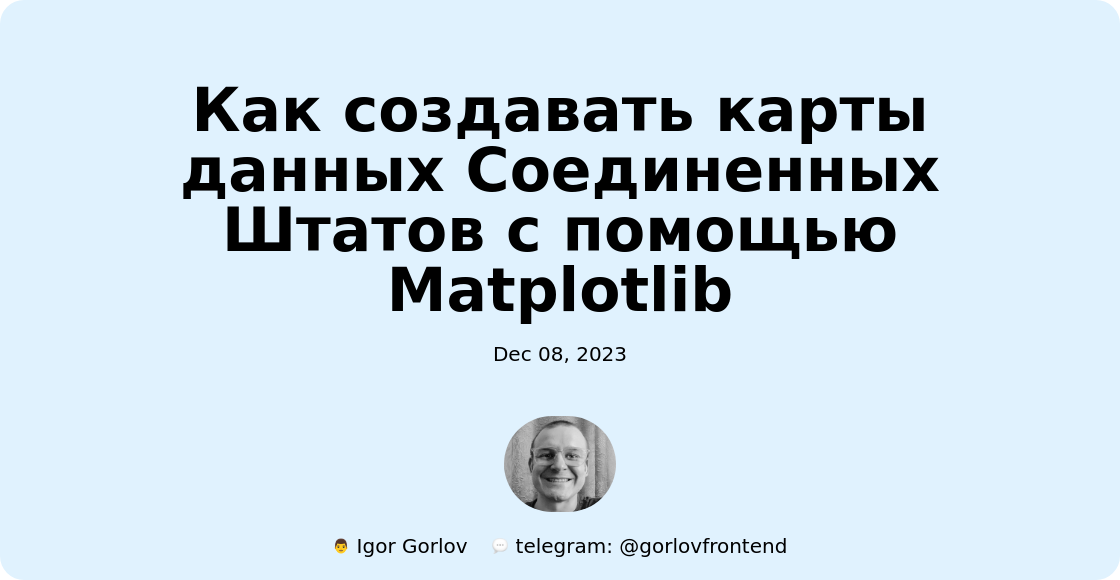 Как создавать карты
данных Соединенных
Штатов с помощью
Matplotlib
Dec 08, 2023
Igor Gorlov telegram: @gorlovfrontend